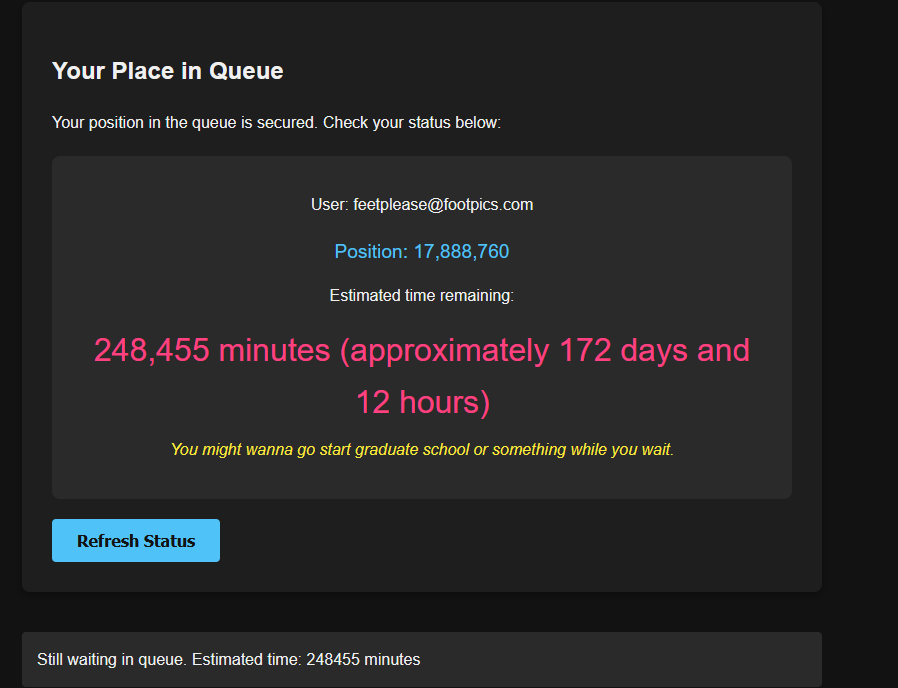 Your Place in Queue
Your position in the queue is secured. Check your status below:
User: feetplease@footpics.com
Position: 17,888,760
Estimated time remaining:
248,455 minutes (approximately 172 days and
12 hours)
You might wanna go start graduate school or something while you wait.
Refresh Status
Still waiting in queue. Estimated time: 248455 minutes